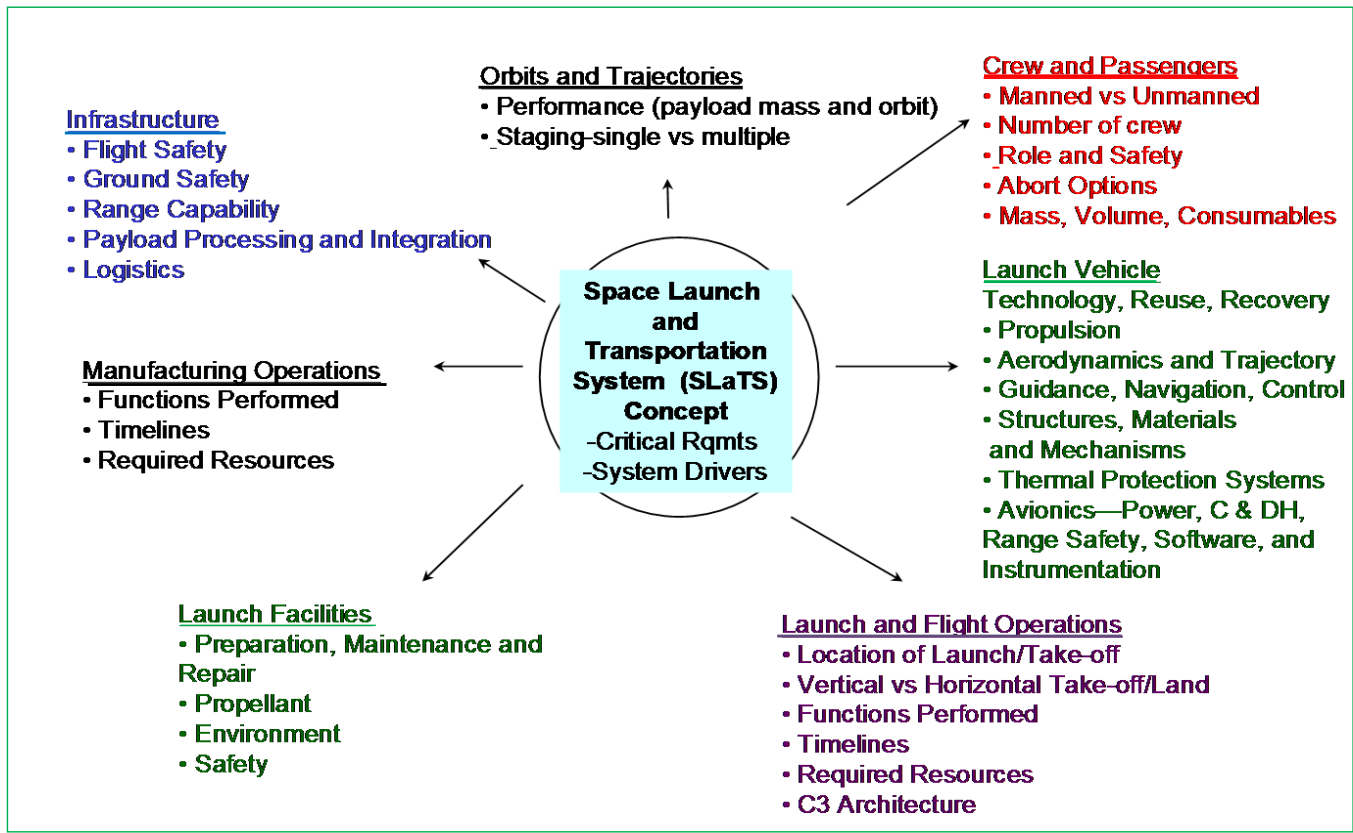 Orbits and Trajectories
• Performance (payload mass and orbit)
• Staging-single vs multiple
Crew and Passengers
• Manned vs Unmanned
• Number of crew
• Role and Safety
• Abort Options
• Mass, Volume, Consumables
Infrastructure
• Flight Safety
• Ground Safety
• Range Capability
• Payload Processing and Integration
• Logistics
Space Launch
and
Transportation
System (SLaTS)
Concept
-Critical Rqmts
-System Drivers
Launch Vehicle
Technology, Reuse, Recovery
• Propulsion
• Aerodynamics and Trajectory
• Guidance, Navigation, Control
• Structures, Materials
and Mechanisms
• Thermal Protection Systems
• Avionics—Power, C & DH,
Range Safety, Software, and
Instrumentation
Manufacturing Operations
• Functions Performed
• Timelines
• Required Resources
Launch Facilities
• Preparation, Maintenance and
Repair
• Propellant
• Environment
• Safety
Launch and Flight Operations
• Location of Launch/Take-off
• Vertical vs Horizontal Take-off/Land
• Functions Performed
• Timelines
• Required Resources
• C3 Architecture